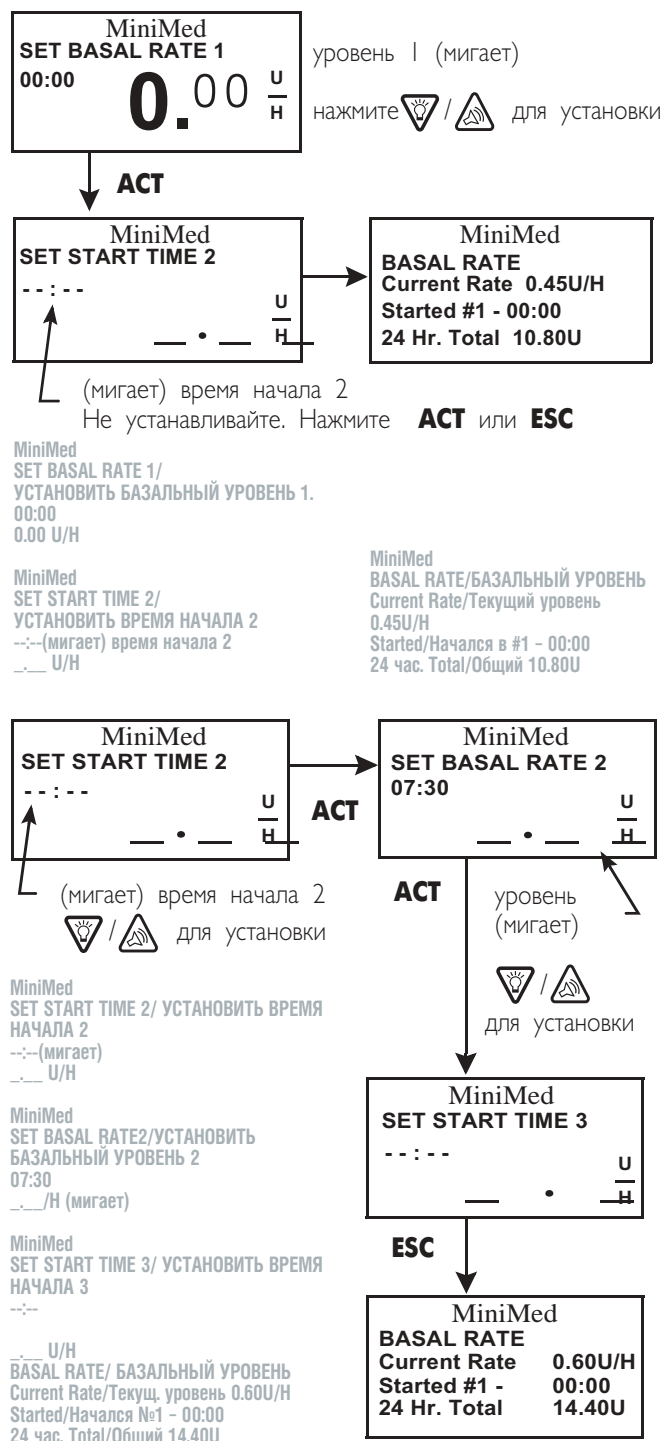 MiniMed
SET BASAL RATE 1
00:00
0.00 U/H
уровень 1 (мигает)
нажмите / для установки
ACT
MiniMed
SET START TIME 2
--:--
_._ _ U/H
MiniMed
BASAL RATE
Current Rate 0.45U/H
Started #1 - 00:00
24 Hr. Total 10.80U
(мигает) время начала 2
Не устанавливайте. Нажмите ACT или ESC
MiniMed
SET BASAL RATE 1/
УСТАНОВИТЬ БАЗАЛЬНЫЙ УРОВЕНЬ 1.
00:00
0.00 U/H
MiniMed
SET START TIME 2/
УСТАНОВИТЬ ВРЕМЯ НАЧАЛА 2
--:--(мигает) время начала 2
_.__ U/H
MiniMed
BASAL RATE/БАЗАЛЬНЫЙ УРОВЕНЬ
Current Rate/Текущий уровень
0.45U/H
Started/Начался в #1 – 00:00
24 час. Total/Общий 10.80U
MiniMed
SET START TIME 2
--:--
_._ _ U/H
ACT
MiniMed
SET BASAL RATE 2
07:30
_._ _ U/H
(мигает) время начала 2
/ для установки
ACT
уровень
(мигает)
/
для установки
MiniMed
SET START TIME 2/ УСТАНОВИТЬ ВРЕМЯ
НАЧАЛА 2
--:--(мигает)
_.__ U/H
MiniMed
SET BASAL RATE2/УСТАНОВИТЬ
БАЗАЛЬНЫЙ УРОВЕНЬ 2
07:30
_.__/H (мигает)
MiniMed
SET START TIME 3/ УСТАНОВИТЬ ВРЕМЯ
НАЧАЛА 3
--:--
_.__ U/H
BASAL RATE/ БАЗАЛЬНЫЙ УРОВЕНЬ
Current Rate/Текущ. уровень 0.60U/H
Started/Начался №1 – 00:00
24 час. Total/Общий 14.40U
MiniMed
SET START TIME 3
--:--
_ . _ U/H
ESC
MiniMed
BASAL RATE
Current Rate 0.60U/H
Started #1 - 00:00
24 Hr. Total 14.40U